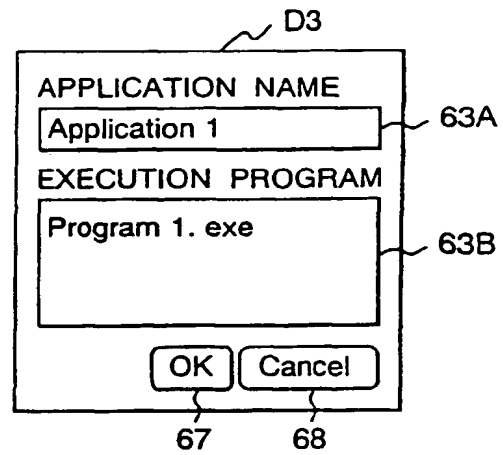 D3
APPLICATION NAME
Application 1
63A
EXECUTION PROGRAM
Program 1. exe
63B
OK
Cancel
67
68